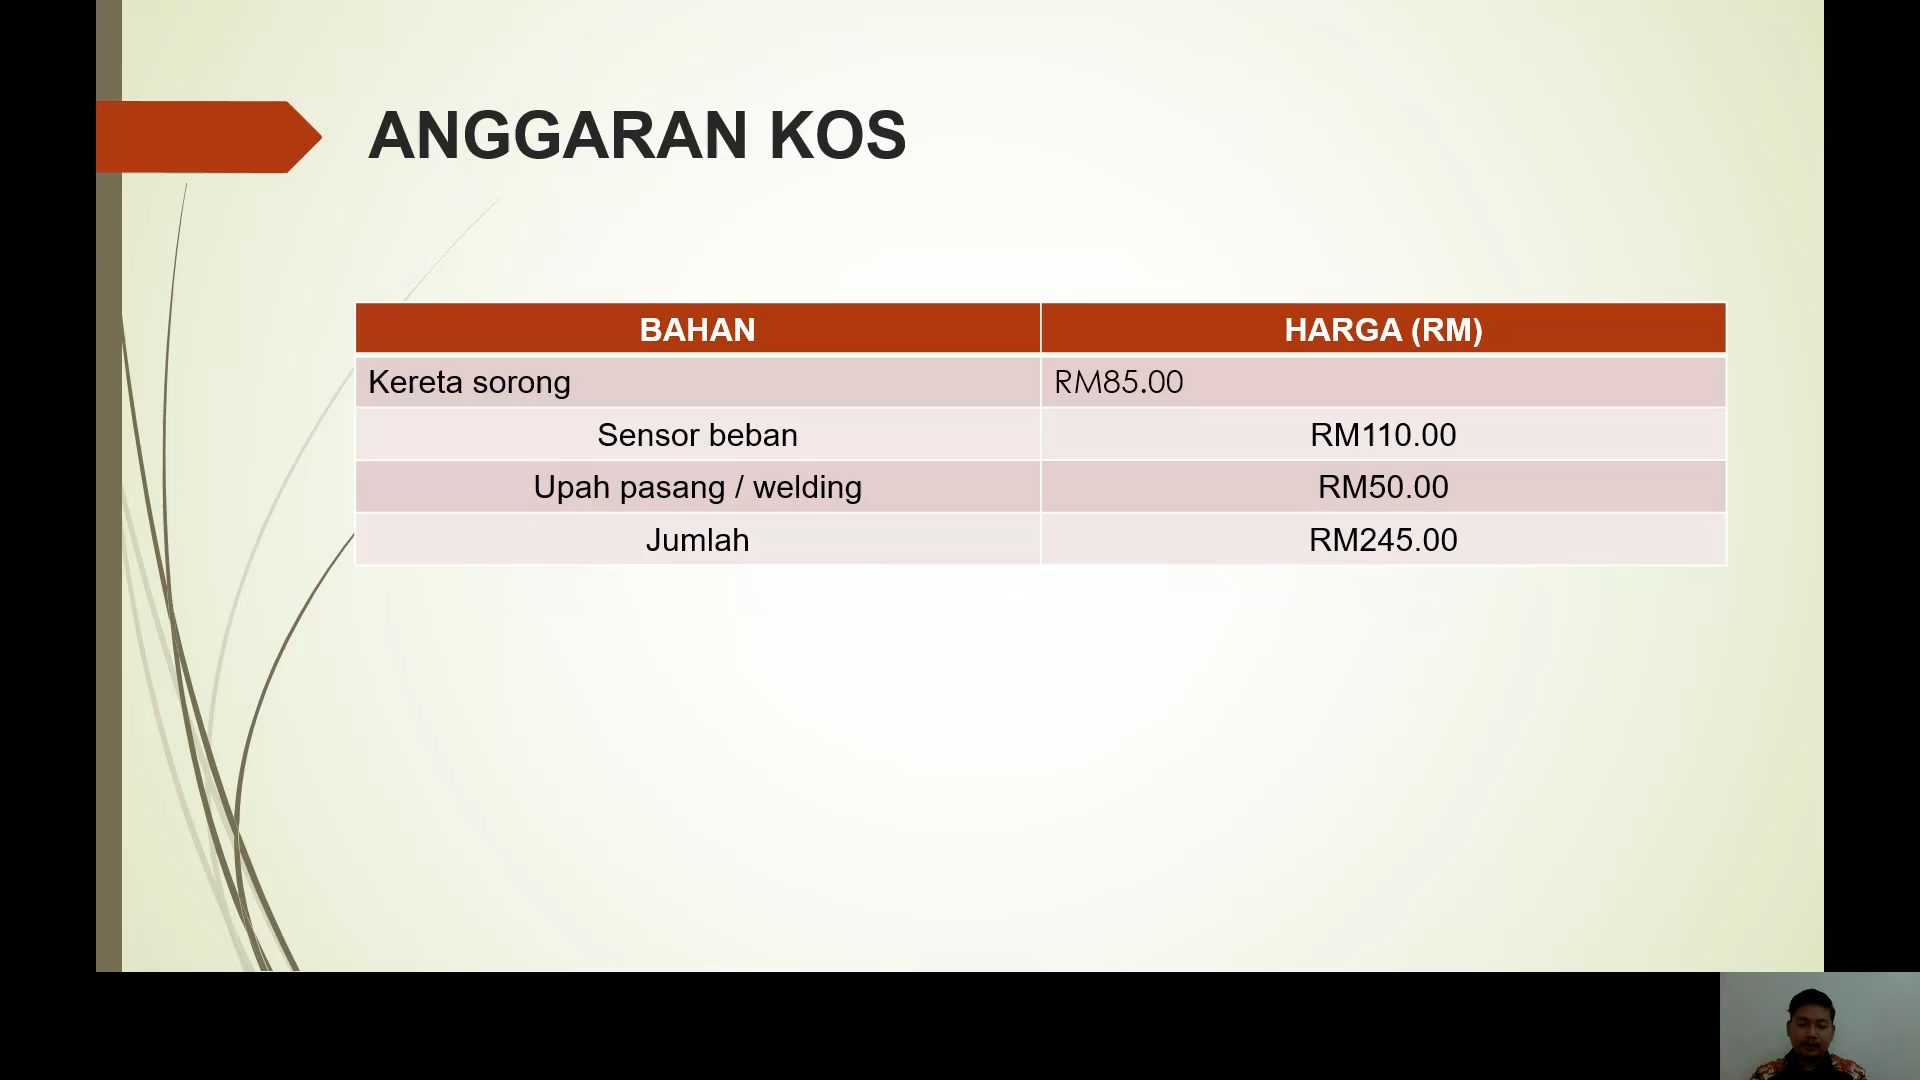 ANGGARAN KOS
BAHAN HARGA (RM)
Kereta sorong RM85.00
Sensor beban RM110.00
Upah pasang / welding RM50.00
Jumlah RM245.00